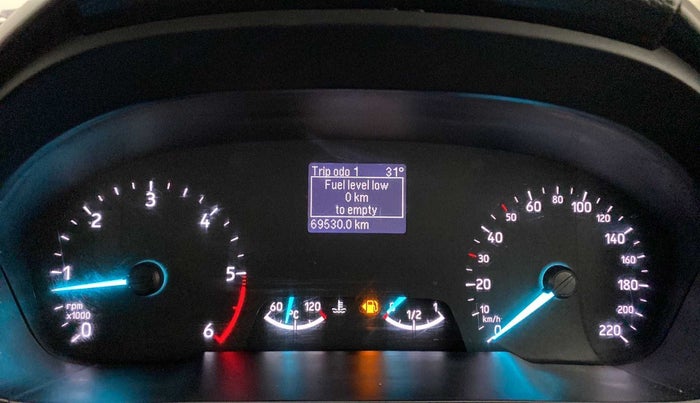 Trip odo 1 31°
Fuel level low
0 km
to empty
69530.0 km
0
1
2
3
4
5
6
rpm
x1000
60 120
°C
0 1/2 1
0
10
20
30
40
50
60
80
100
120
140
160
180
200
220
km/h